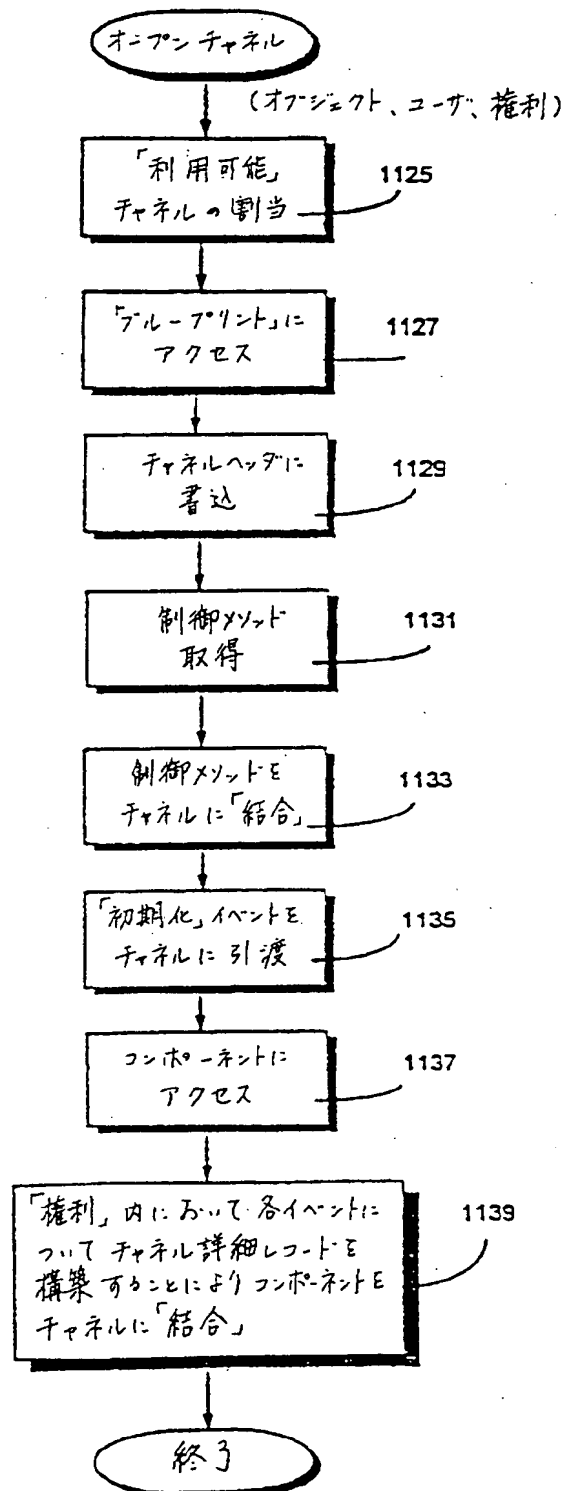 オープン チャネル
(オブジェクト、ユーザ、権利)
「利用可能」
チャネルの割当
1125
「ブループリント」に
アクセス
1127
チャネルヘッダに
書込
1129
制御メソッド
取得
1131
制御メソッドを
チャネルに「結合」
1133
「初期化」イベントを
チャネルに引渡
1135
コンポーネントに
アクセス
1137
「権利」内において各イベントに
ついてチャネル詳細レコードを
構築することによりコンポーネントを
チャネルに「結合」
1139
終了